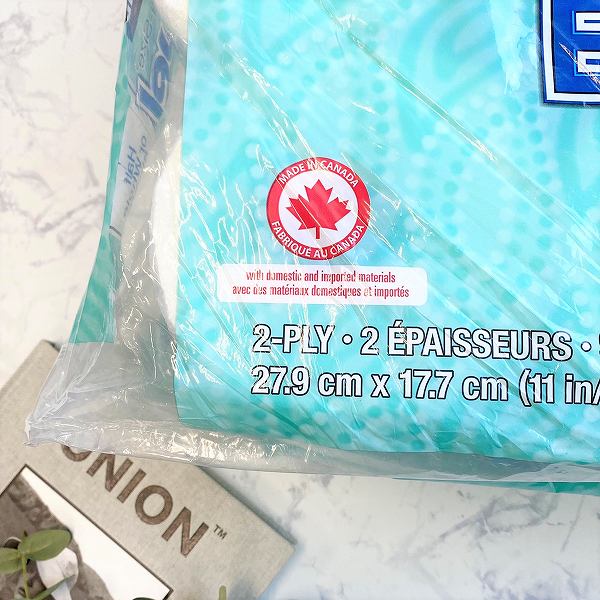 MADE IN CANADA
FABRIQUÉ AU CANADA
with domestic and imported materials
avec des matériaux domestiques et importés
2-PLY • 2 ÉPAISSEURS •
27.9 cm x 17.7 cm (11 in/
UNION™